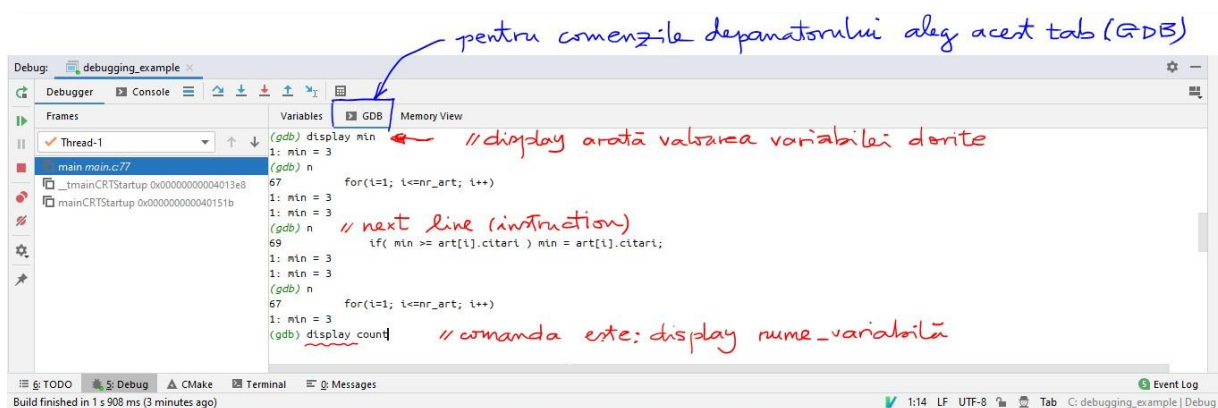 pentru comenzile depanatorului aleg acest tab (GDB)
Debug: debugging_example
Debugger Console
Frames Variables GDB Memory View
Thread-1
main main.c:77
__tmainCRTStartup 0x00000000004013e8
mainCRTStartup 0x000000000040151b
(gdb) display min //display arată valoarea variabilei dorite
1: min = 3
(gdb) n
67 for(i=1; i<=nr_art; i++)
1: min = 3
1: min = 3
(gdb) n // next line (instruction)
69 if( min >= art[i].citari ) min = art[i].citari;
1: min = 3
1: min = 3
(gdb) n
67 for(i=1; i<=nr_art; i++)
1: min = 3
(gdb) display count // comanda este: display nume_variabilă
6: TODO 5: Debug CMake Terminal 0: Messages Event Log
Build finished in 1 s 908 ms (3 minutes ago) 1:14 LF UTF-8 Tab C: debugging_example | Debug